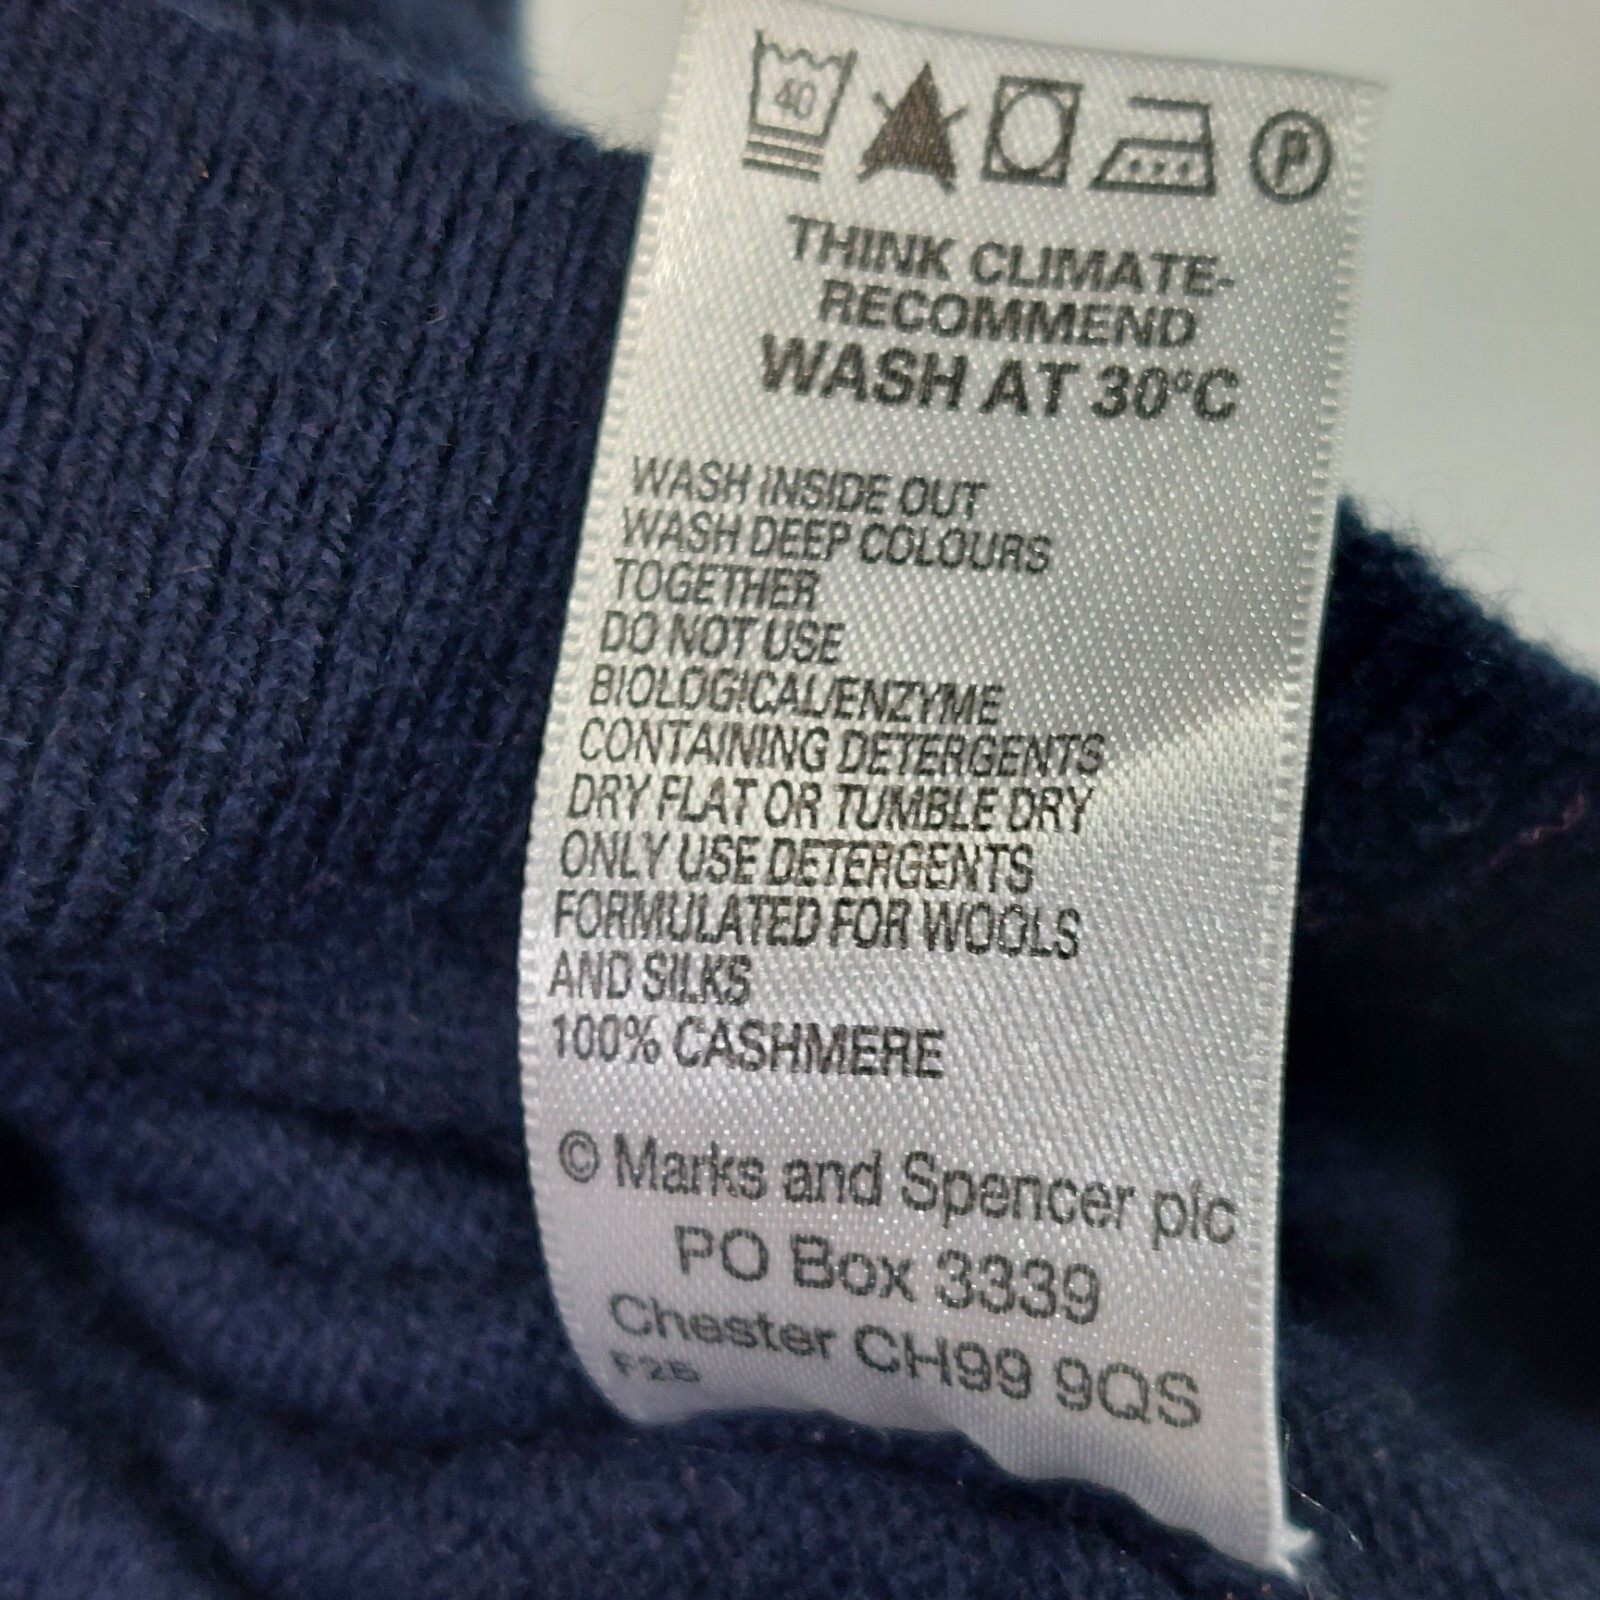 40
P
THINK CLIMATE-
RECOMMEND
WASH AT 30°C
WASH INSIDE OUT
WASH DEEP COLOURS
TOGETHER
DO NOT USE
BIOLOGICAL/ENZYME
CONTAINING DETERGENTS
DRY FLAT OR TUMBLE DRY
ONLY USE DETERGENTS
FORMULATED FOR WOOLS
AND SILKS
100% CASHMERE
© Marks and Spencer plc
PO Box 3339
Chester CH99 9QS
F25